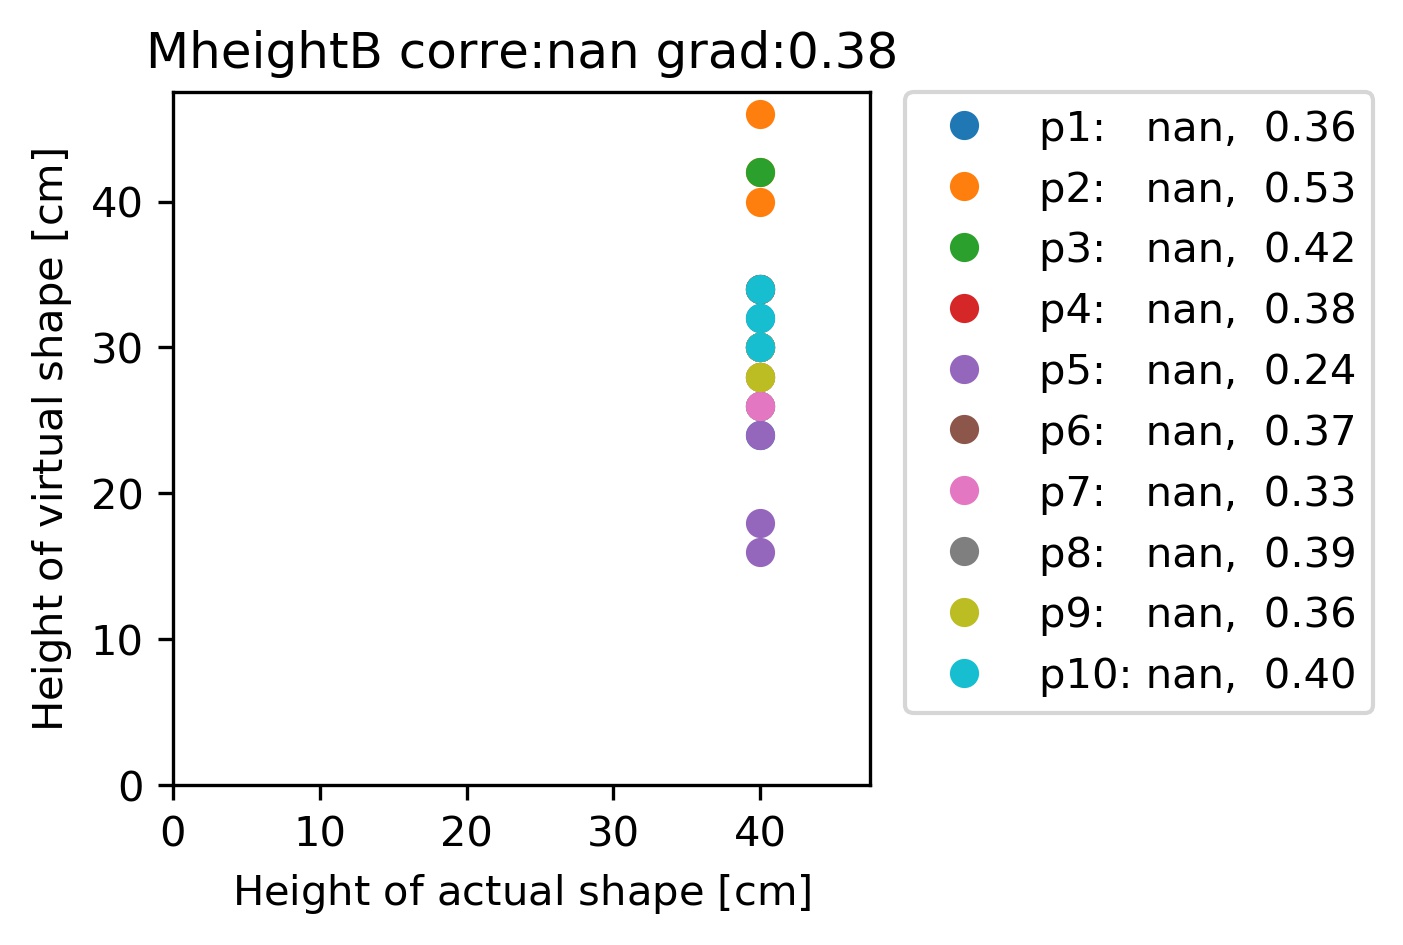 MheightB corre:nan grad:0.38
Height of virtual shape [cm]
40
30
20
10
0
0 10 20 30 40
Height of actual shape [cm]
p1: nan, 0.36
p2: nan, 0.53
p3: nan, 0.42
p4: nan, 0.38
p5: nan, 0.24
p6: nan, 0.37
p7: nan, 0.33
p8: nan, 0.39
p9: nan, 0.36
p10: nan, 0.40